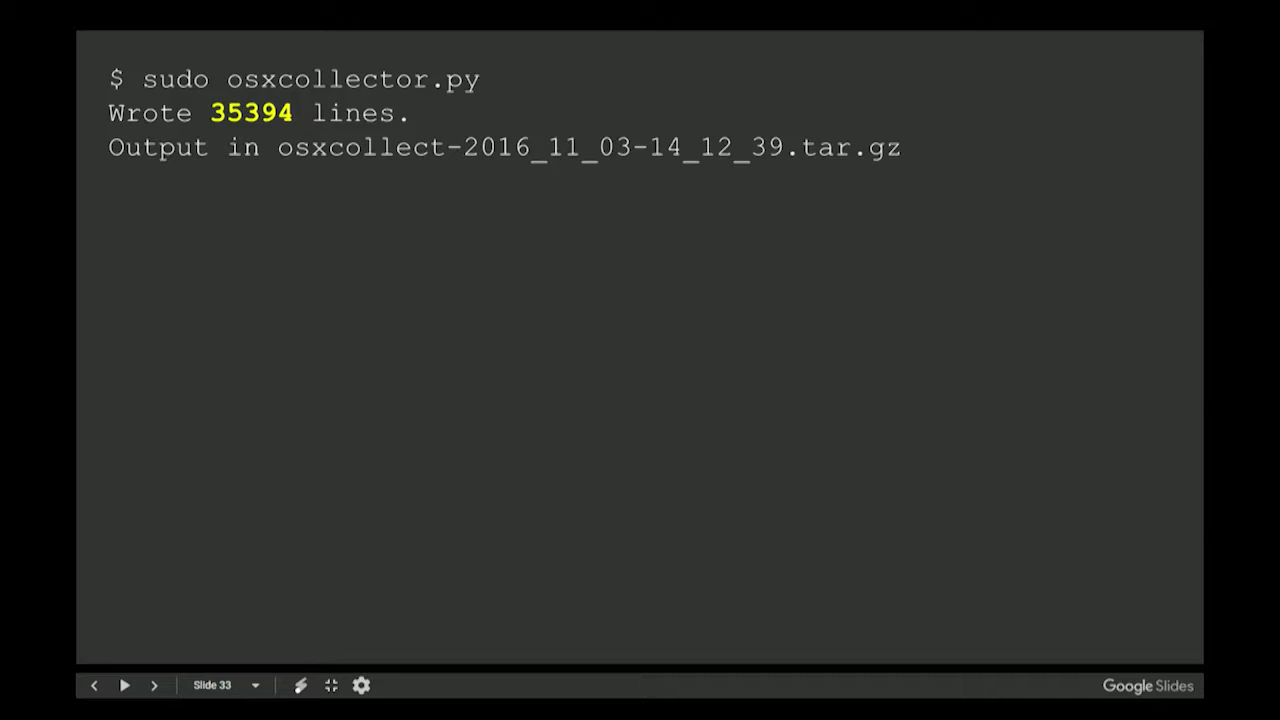 $ sudo osxcollector.py
Wrote 35394 lines.
Output in osxcollect-2016_11_03-14_12_39.tar.gz
Slide 33
Google Slides